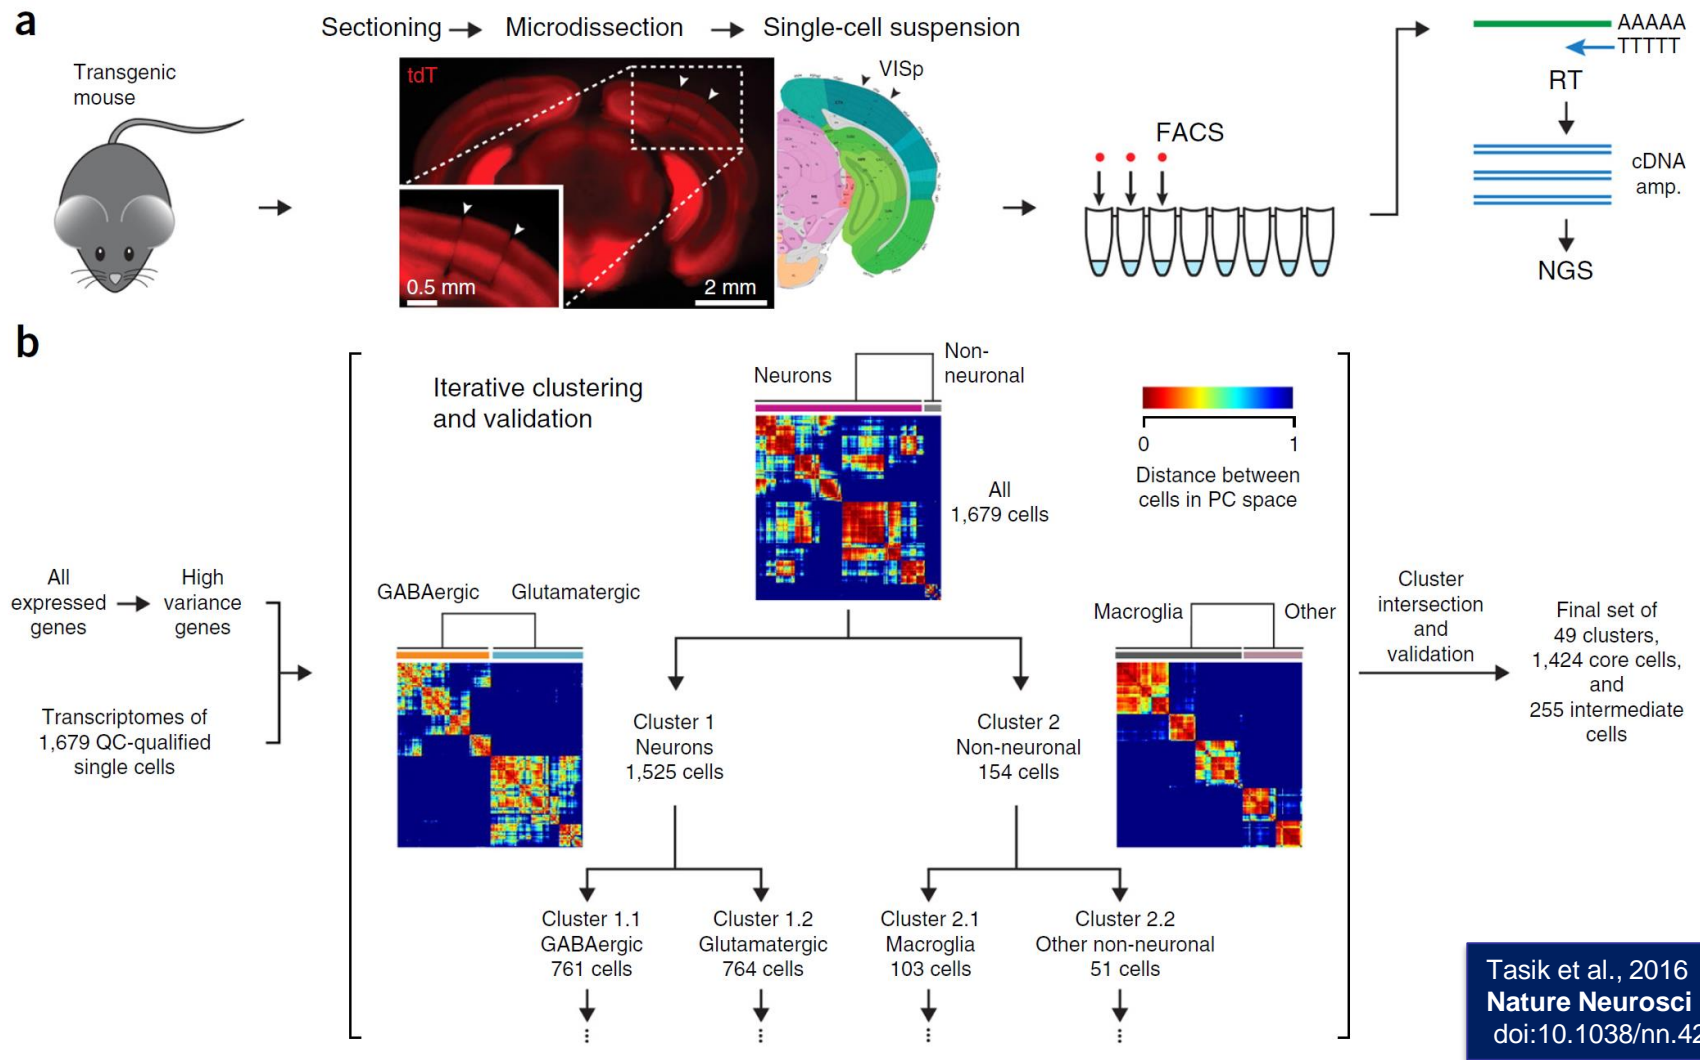 a
Sectioning Microdissection Single-cell suspension
Transgenic
mouse
tdT
0.5 mm
2 mm
VISp
FACS
AAAAA
TTTTT
RT
cDNA
amp.
NGS
b
Iterative clustering
and validation
Neurons
Non-
neuronal
All
1,679 cells
0 1
Distance between
cells in PC space
All
expressed
genes
High
variance
genes
Transcriptomes of
1,679 QC-qualified
single cells
GABAergic Glutamatergic
Macroglia Other
Cluster 1
Neurons
1,525 cells
Cluster 2
Non-neuronal
154 cells
Cluster 1.1
GABAergic
761 cells
Cluster 1.2
Glutamatergic
764 cells
Cluster 2.1
Macroglia
103 cells
Cluster 2.2
Other non-neuronal
51 cells
Cluster
intersection
and
validation
Final set of
49 clusters,
1,424 core cells,
and
255 intermediate
cells
Tasik et al., 2016
Nature Neurosci
doi:10.1038/nn.42